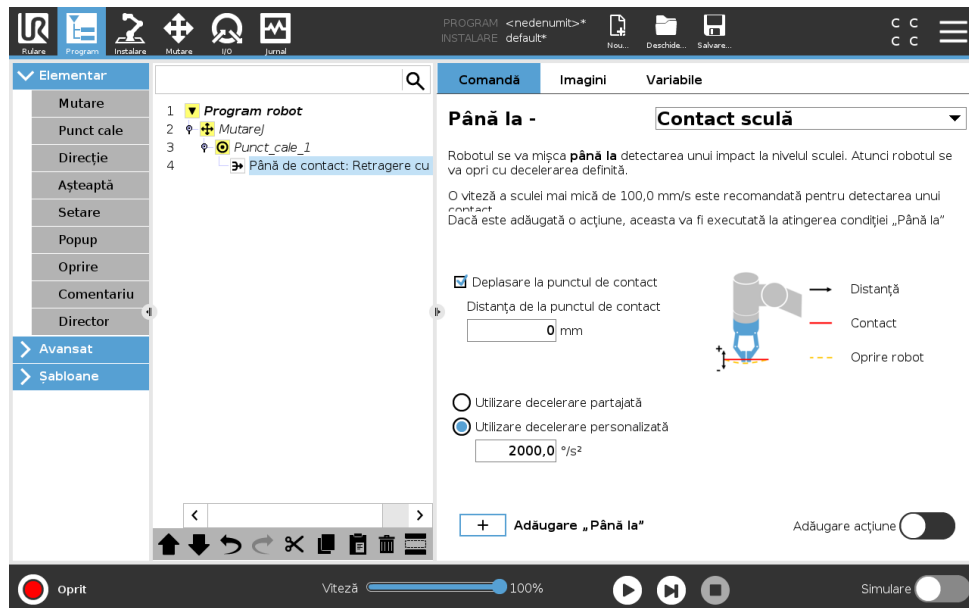 PROGRAM <nedenumit>*
INSTALARE default*
Rulare
Program
Instalare
Mutare
I/O
Jurnal
Nou...
Deschide...
Salvare...
C C
C C
Elementar
Mutare
Punct cale
Direcție
Așteaptă
Setare
Popup
Oprire
Comentariu
Director
Avansat
Șabloane
1 Program robot
2 MutareJ
3 Punct_cale_1
4 Până de contact: Retragere cu
Comandă Imagini Variabile
Până la - Contact sculă
Robotul se va mișca până la detectarea unui impact la nivelul sculei. Atunci robotul se
va opri cu decelerarea definită.
O viteză a sculei mai mică de 100,0 mm/s este recomandată pentru detectarea unui
contact
Dacă este adăugată o acțiune, aceasta va fi executată la atingerea condiției „Până la”
Deplasare la punctul de contact
Distanța de la punctul de contact
0 mm
Distanță
Contact
Oprire robot
+
-
Utilizare decelerare partajată
Utilizare decelerare personalizată
2000,0 °/s²
+ Adăugare „Până la”
Adăugare acțiune
Oprit
Viteză 100%
Simulare